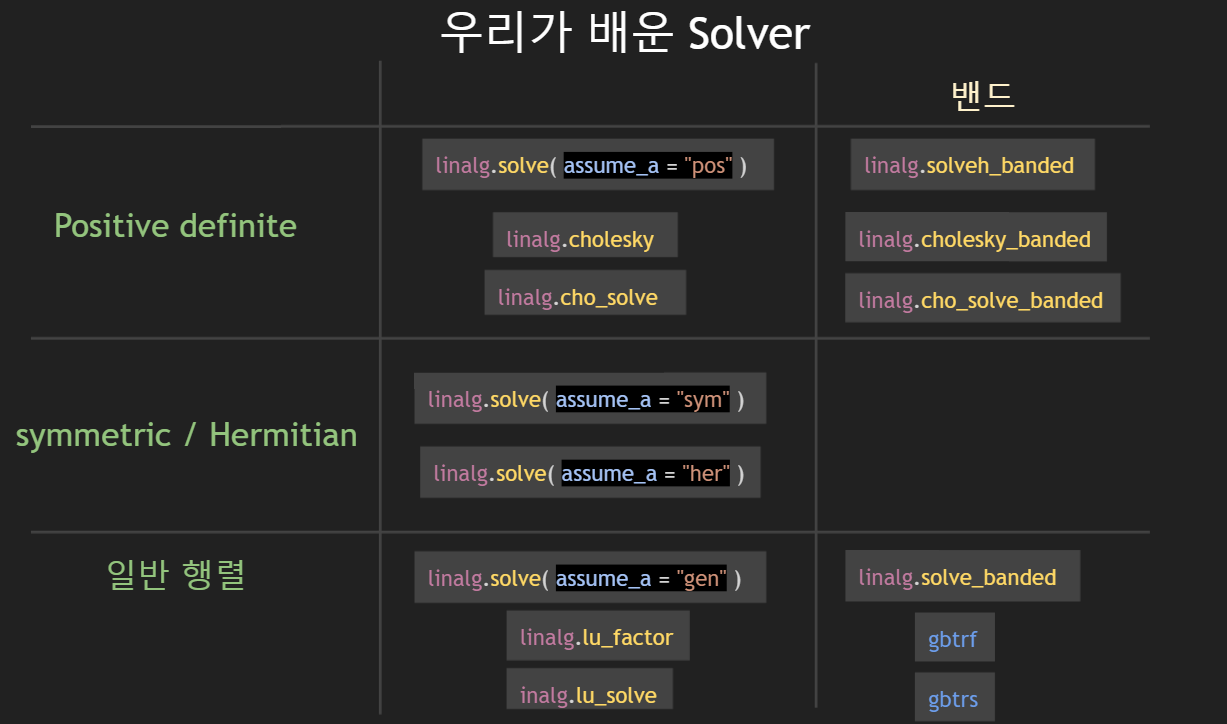 우리가 배운 Solver
밴드
Positive definite
linalg.solve( assume_a = "pos" )
linalg.cholesky
linalg.cho_solve
linalg.solveh_banded
linalg.cholesky_banded
linalg.cho_solve_banded
symmetric / Hermitian
linalg.solve( assume_a = "sym" )
linalg.solve( assume_a = "her" )
일반 행렬
linalg.solve( assume_a = "gen" )
linalg.lu_factor
inalg.lu_solve
linalg.solve_banded
gbtrf
gbtrs